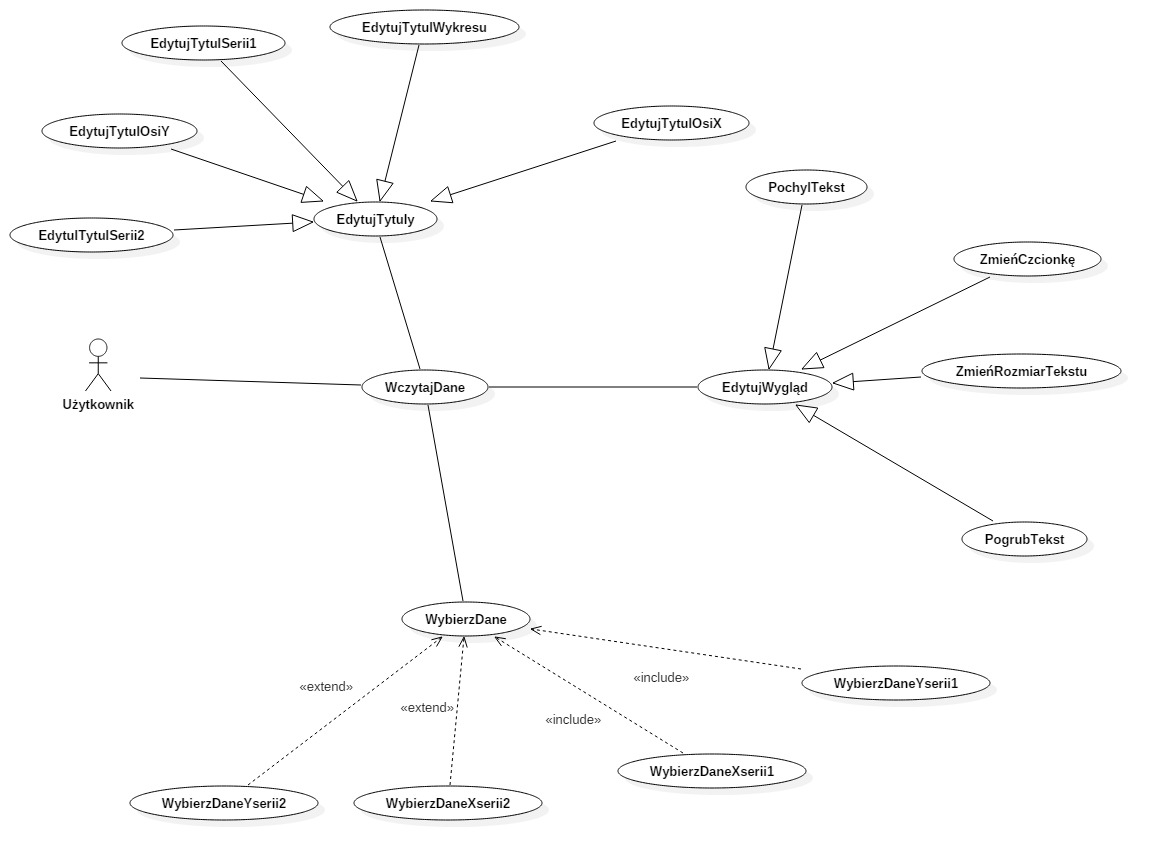 EdytujTytulWykresu
EdytujTytulSerii1
EdytujTytulOsiX
EdytujTytulOsiY
PochylTekst
EdytujTytuly
EdytulTytulSerii2
ZmieńCzcionkę
ZmieńRozmiarTekstu
WczytajDane
EdytujWygląd
Użytkownik
PogrubTekst
WybierzDane
«include»
WybierzDaneYserii1
«extend»
«extend»
«include»
WybierzDaneXserii1
WybierzDaneYserii2
WybierzDaneXserii2